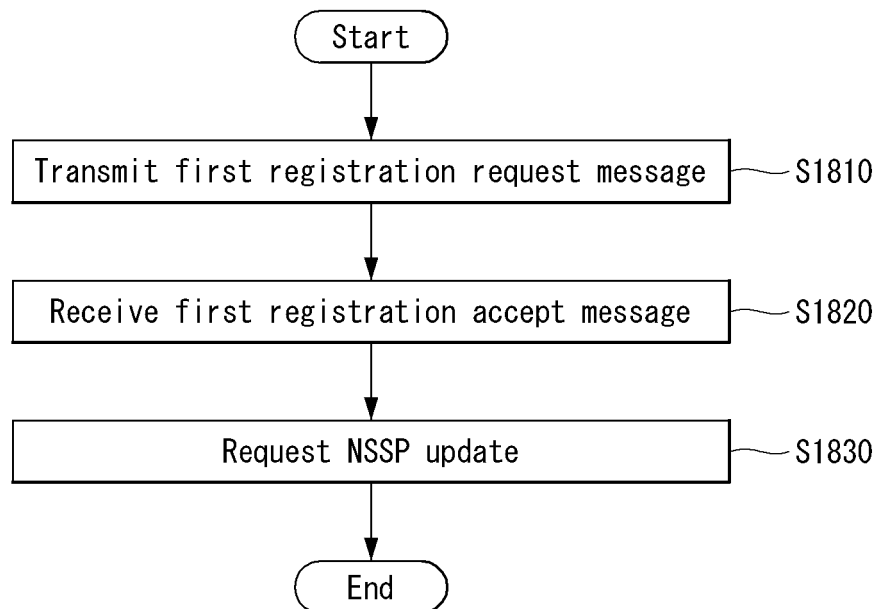 Start
Transmit first registration request message
S1810
Receive first registration accept message
S1820
Request NSSP update
S1830
End